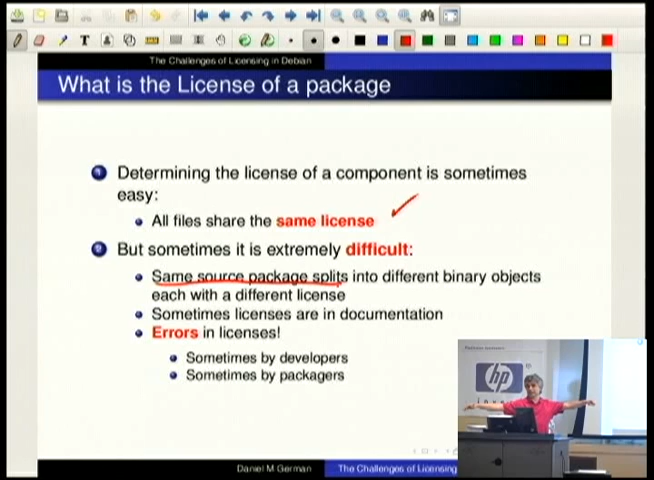 The Challenges of Licensing in Debian
What is the License of a package
1 Determining the license of a component is sometimes
easy:
All files share the same license
2 But sometimes it is extremely difficult:
Same source package splits into different binary objects
each with a different license
Sometimes licenses are in documentation
Errors in licenses!
Sometimes by developers
Sometimes by packagers
hp
Daniel M German
The Challenges of Licensing